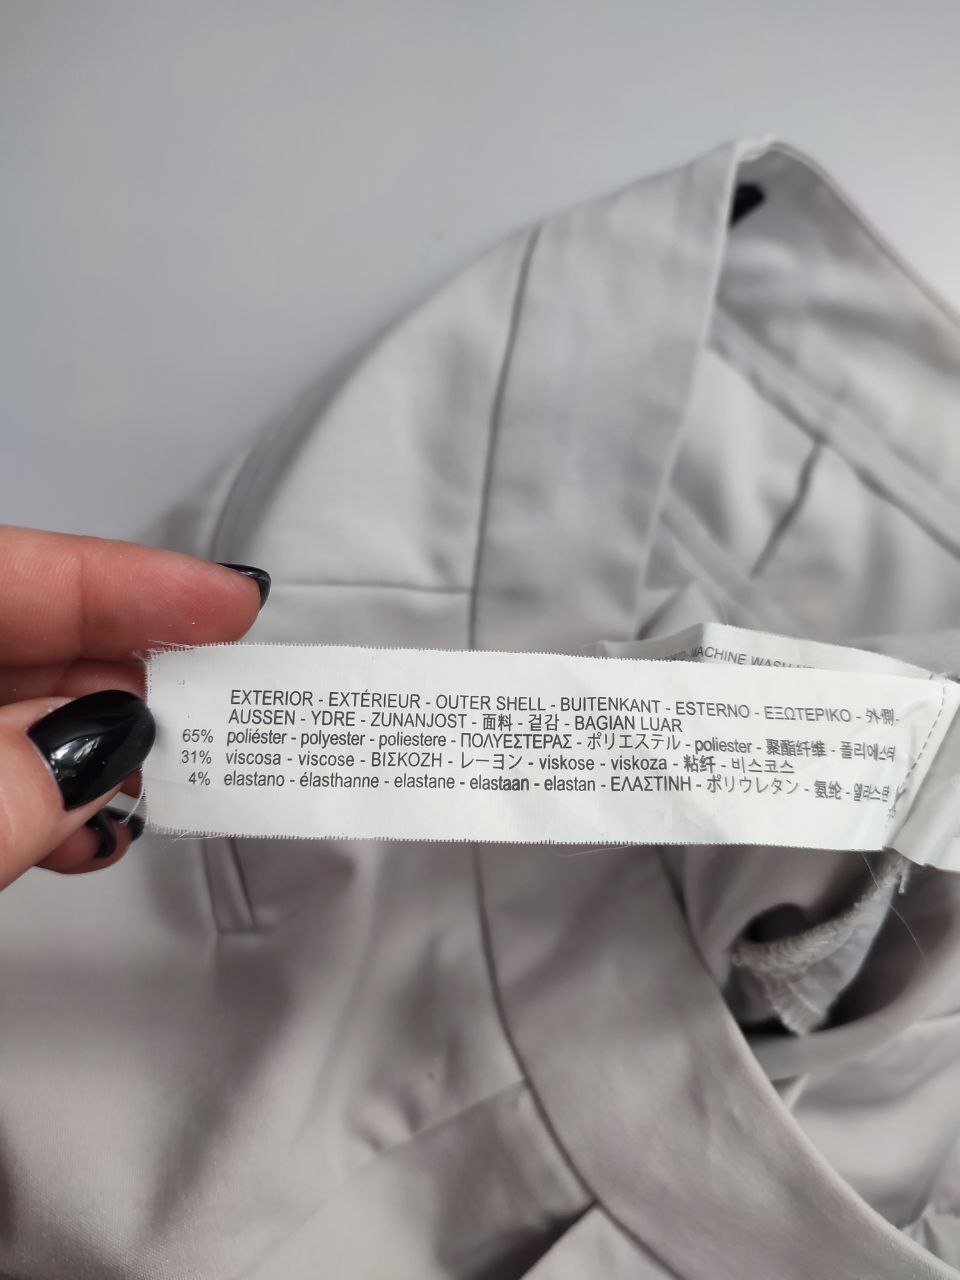 MACHINE WASH
EXTERIOR - EXTÉRIEUR - OUTER SHELL - BUITENKANT - ESTERNO - ΕΞΩΤΕΡΙΚΟ - 外側 -
AUSSEN - YDRE - ZUNANJOST - 面料 - 겉감 - BAGIAN LUAR
65% poliéster - polyester - poliestere - ΠΟΛΥΕΣΤΕΡΑΣ - ポリエステル - poliester - 聚酯纤维 - 폴리에스터
31% viscosa - viscose - ΒΙΣΚΟΖΗ - レーヨン - viskose - viskoza - 粘纤 - 비스코스
4% elastano - élasthanne - elastane - elastaan - elastan - ΕΛΑΣΤΙΝΗ - ポリウレタン - 氨纶 - 엘라스탄